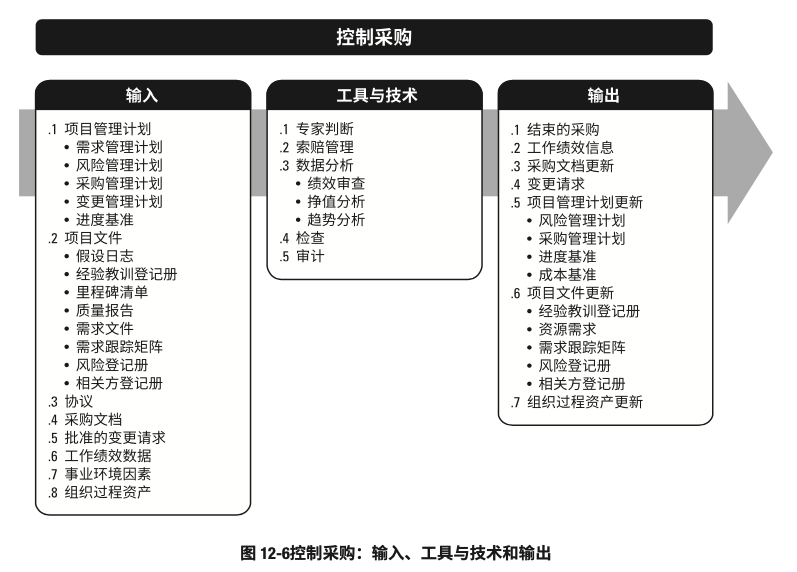 控制采购
输入
.1 项目管理计划
• 需求管理计划
• 风险管理计划
• 采购管理计划
• 变更管理计划
• 进度基准
.2 项目文件
• 假设日志
• 经验教训登记册
• 里程碑清单
• 质量报告
• 需求文件
• 需求跟踪矩阵
• 风险登记册
• 相关方登记册
.3 协议
.4 采购文档
.5 批准的变更请求
.6 工作绩效数据
.7 事业环境因素
.8 组织过程资产
工具与技术
.1 专家判断
.2 索赔管理
.3 数据分析
• 绩效审查
• 挣值分析
• 趋势分析
.4 检查
.5 审计
输出
.1 结束的采购
.2 工作绩效信息
.3 采购文档更新
.4 变更请求
.5 项目管理计划更新
• 风险管理计划
• 采购管理计划
• 进度基准
• 成本基准
.6 项目文件更新
• 经验教训登记册
• 资源需求
• 需求跟踪矩阵
• 风险登记册
• 相关方登记册
.7 组织过程资产更新
图 12-6控制采购：输入、工具与技术和输出